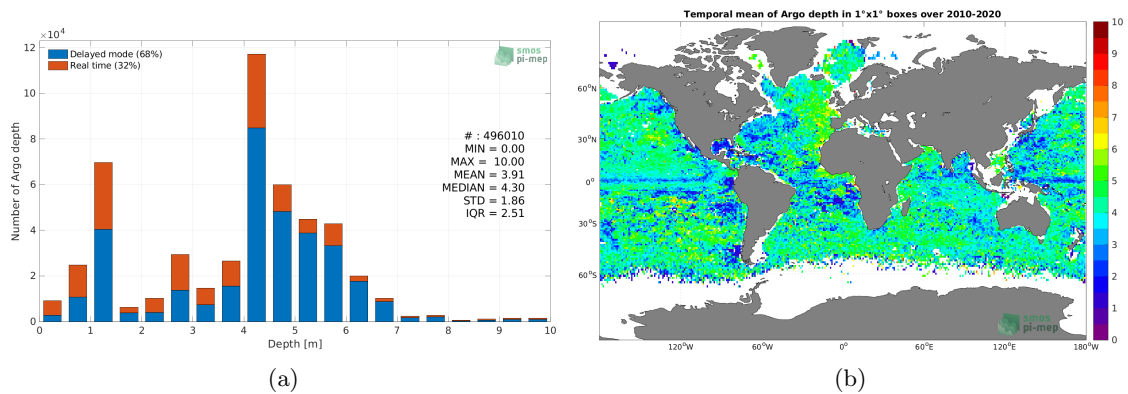 ×10⁴
12
10
8
6
4
2
0
Number of Argo depth
Delayed mode (68%)
Real time (32%)
smos
pi-mep
# : 496010
MIN = 0.00
MAX = 10.00
MEAN = 3.91
MEDIAN = 4.30
STD = 1.86
IQR = 2.51
0 1 2 3 4 5 6 7 8 9 10
Depth [m]
(a)
Temporal mean of Argo depth in 1°x1° boxes over 2010-2020
60°N
30°N
0°
30°S
60°S
120°W 60°W 0° 60°E 120°E 180°W
smos
pi-mep
10
9
8
7
6
5
4
3
2
1
0
(b)